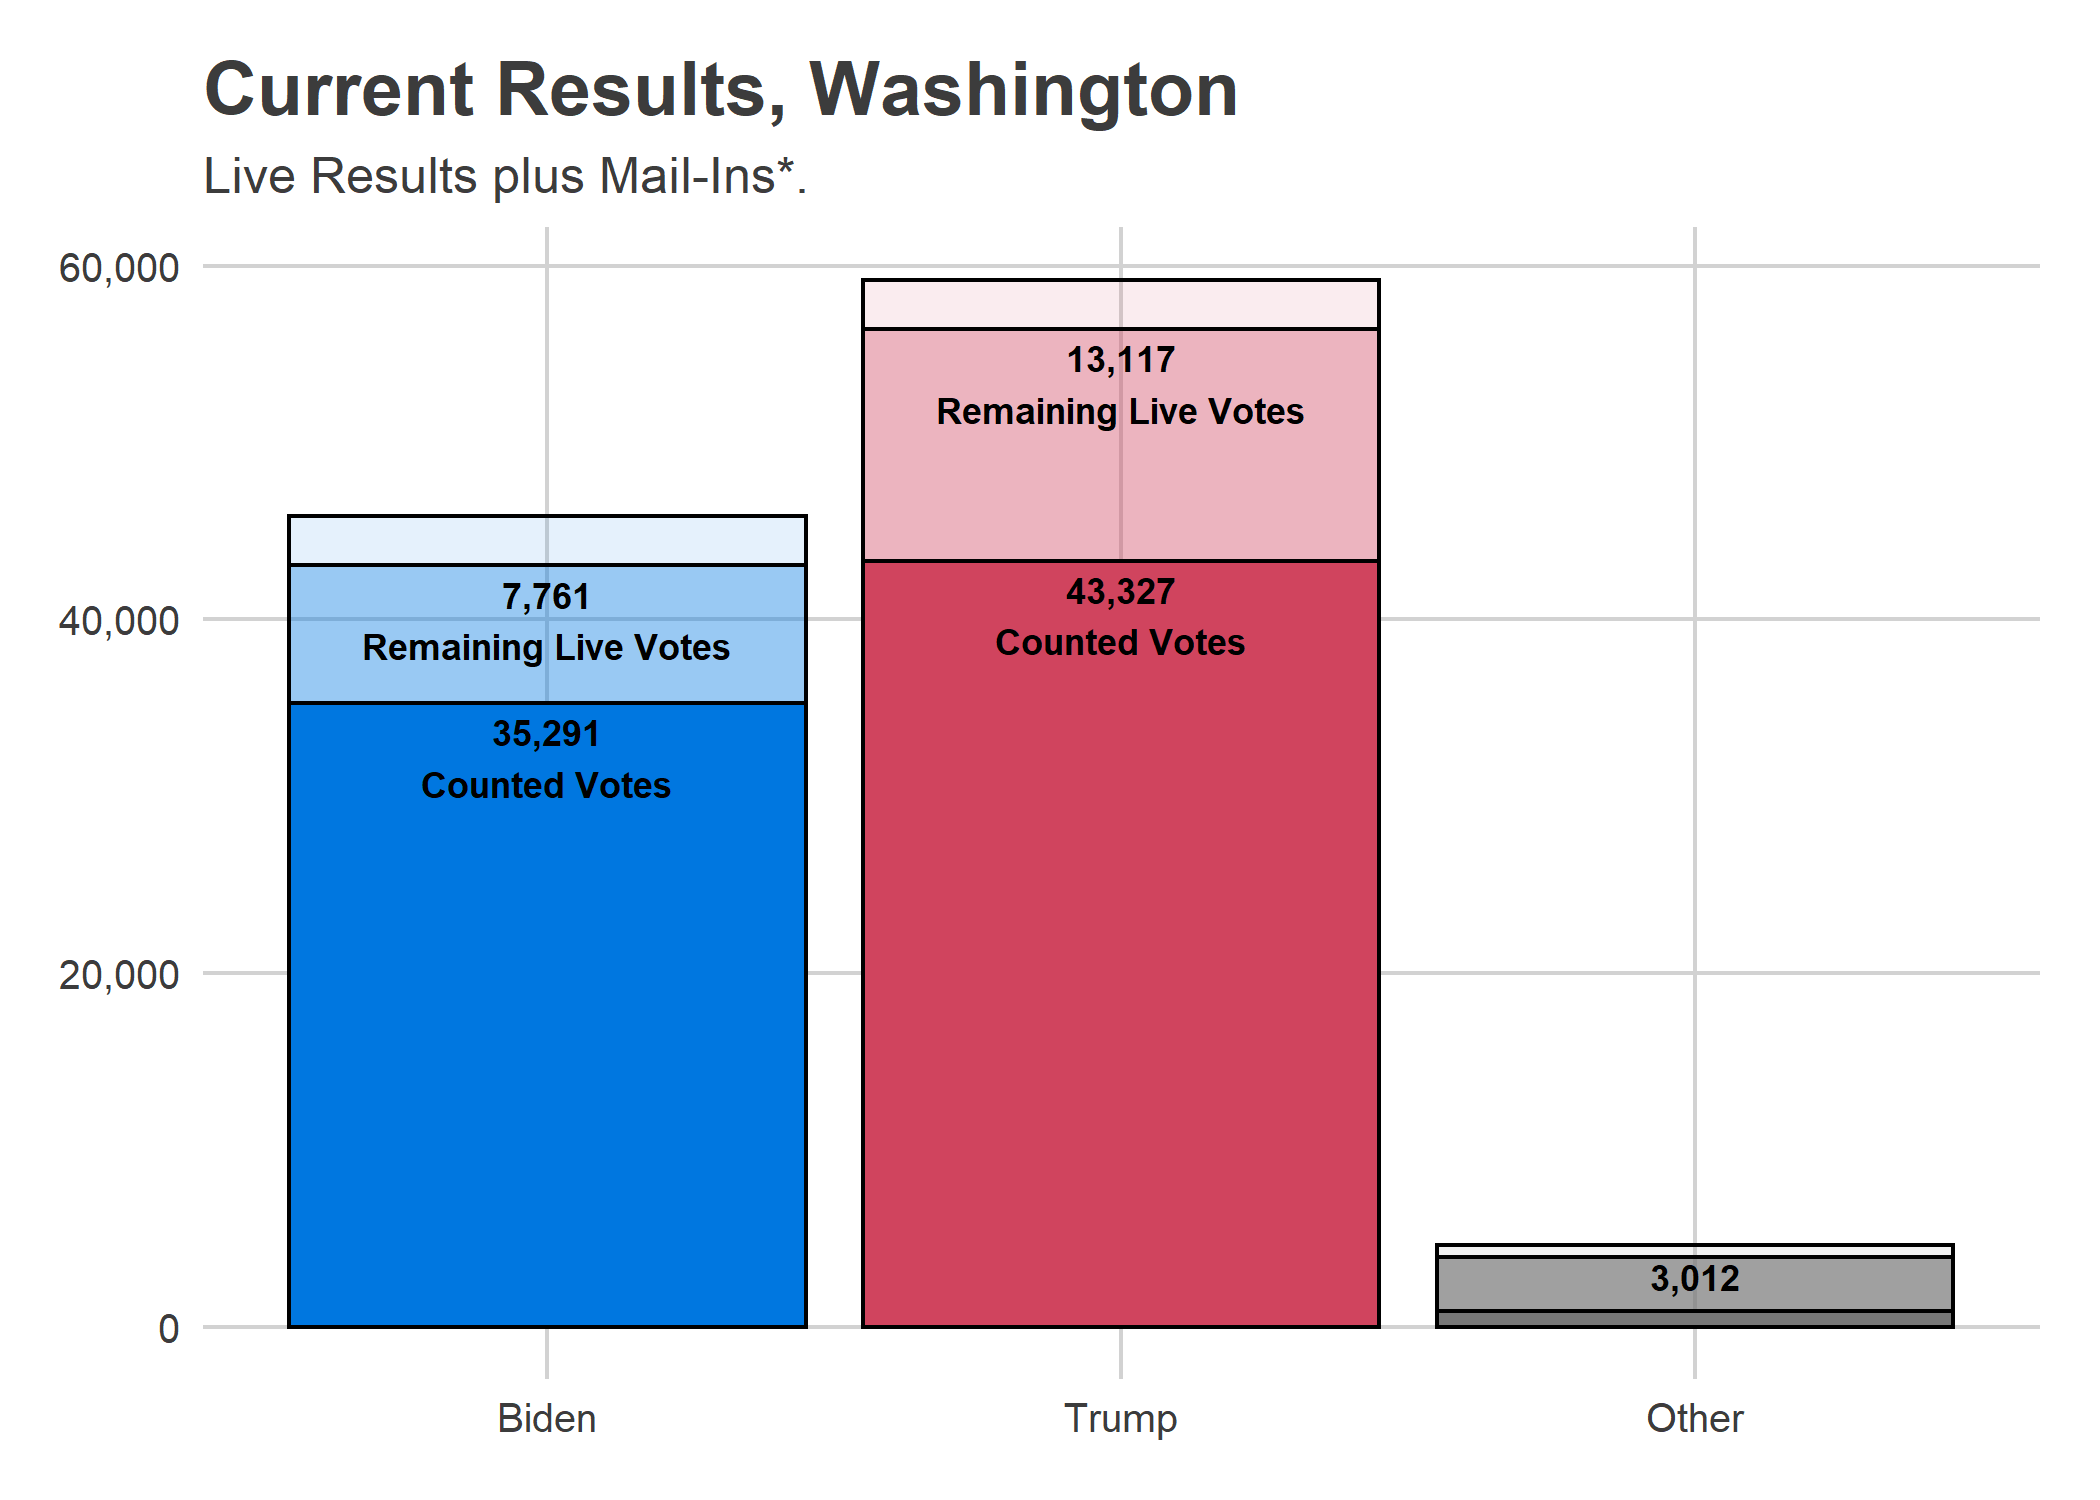 Current Results, Washington
Live Results plus Mail-Ins*.
60,000
40,000
20,000
0
13,117
Remaining Live Votes
7,761
Remaining Live Votes
43,327
Counted Votes
35,291
Counted Votes
3,012
Biden
Trump
Other